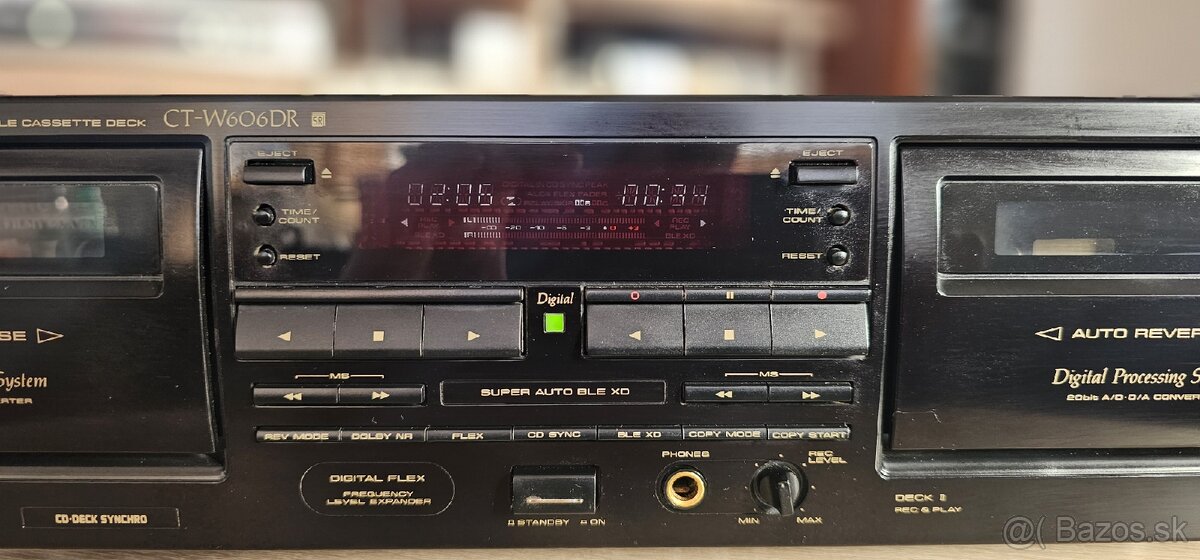 LE CASSETTE DECK CT-W606DR SR
EJECT
EJECT
02:06
00:34
TIME/
COUNT
TIME/
COUNT
RESET
RESET
Digital
SE
AUTO REVER
System
Digital Processing S
ERTER
20bit A/D·D/A CONVER
MS
MS
SUPER AUTO BLE XD
REV MODE
DOLBY NR
FLEX
CD SYNC
BLE XD
COPY MODE
COPY START
DIGITAL FLEX
FREQUENCY
LEVEL EXPANDER
PHONES
REC
LEVEL
STANDBY
ON
MIN
MAX
DECK II
REC & PLAY
CD·DECK SYNCHRO
Bazos.sk